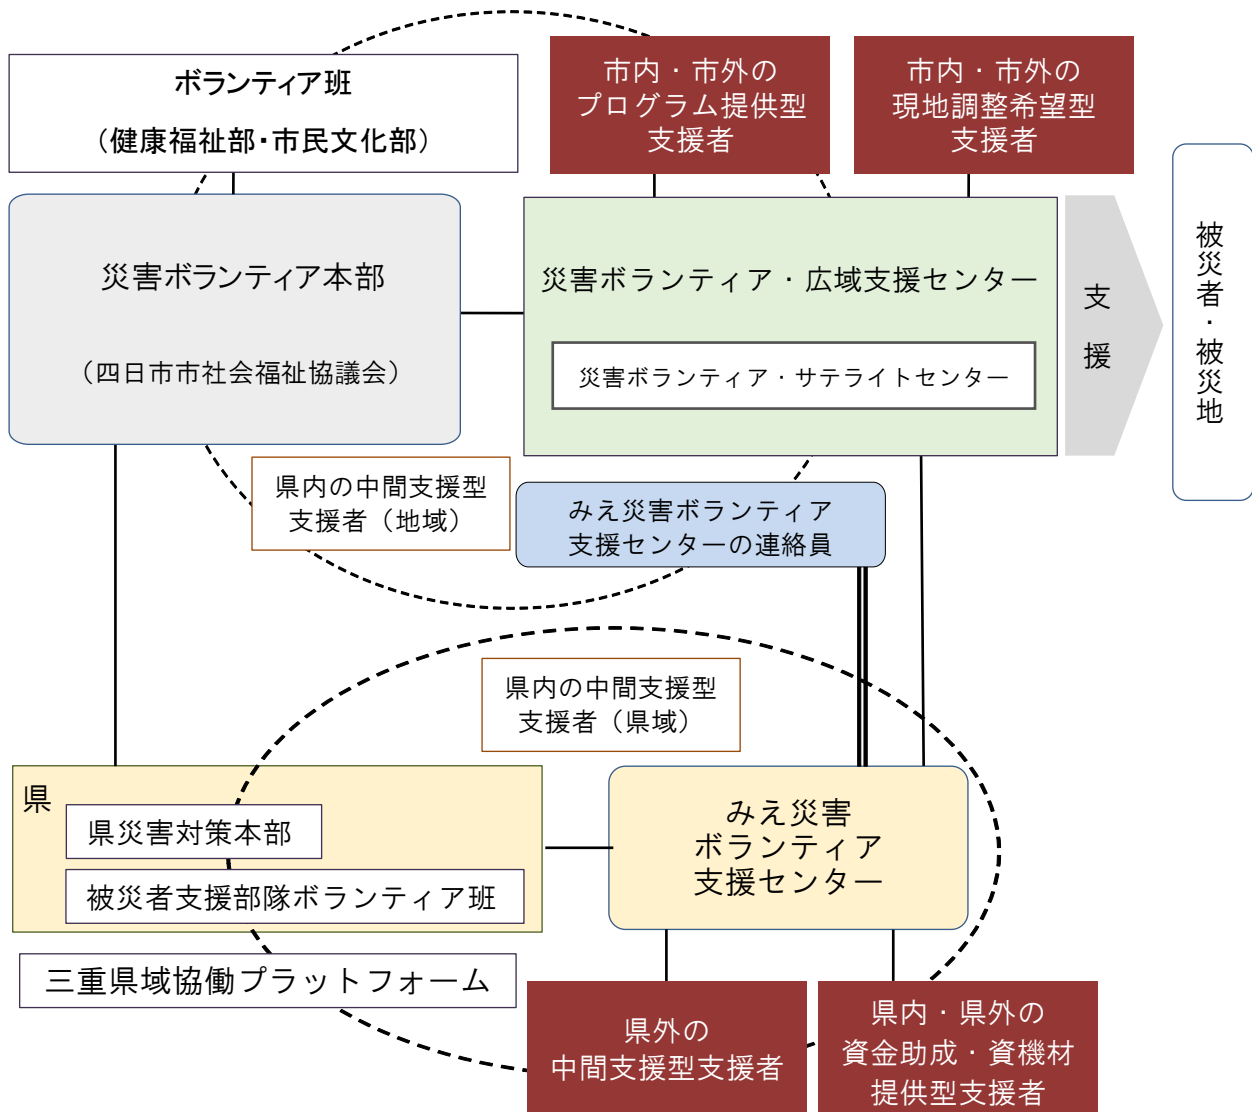 ボランティア班
（健康福祉部・市民文化部）
市内・市外の
プログラム提供型
支援者
市内・市外の
現地調整希望型
支援者
災害ボランティア本部
（四日市市社会福祉協議会）
災害ボランティア・広域支援センター
災害ボランティア・サテライトセンター
支援
被災者・被災地
県内の中間支援型
支援者（地域）
みえ災害ボランティア
支援センターの連絡員
県内の中間支援型
支援者（県域）
県
県災害対策本部
被災者支援部隊ボランティア班
みえ災害
ボランティア
支援センター
三重県域協働プラットフォーム
県外の
中間支援型支援者
県内・県外の
資金助成・資機材
提供型支援者